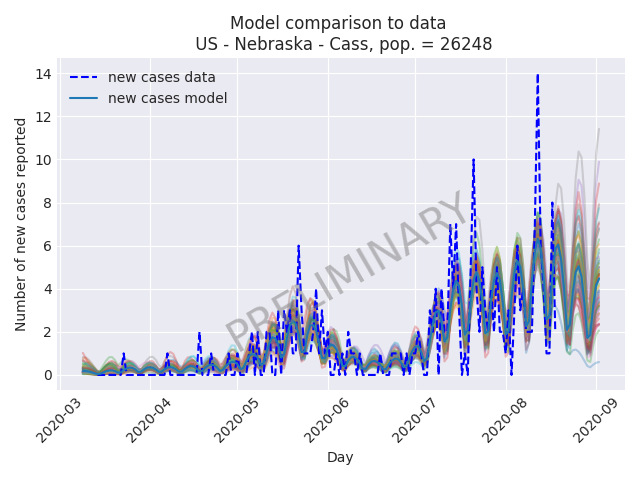 Model comparison to data
US - Nebraska - Cass, pop. = 26248
new cases data
new cases model
14
12
10
8
6
4
2
0
Number of new cases reported
PRELIMINARY
2020-03
2020-04
2020-05
2020-06
2020-07
2020-08
2020-09
Day